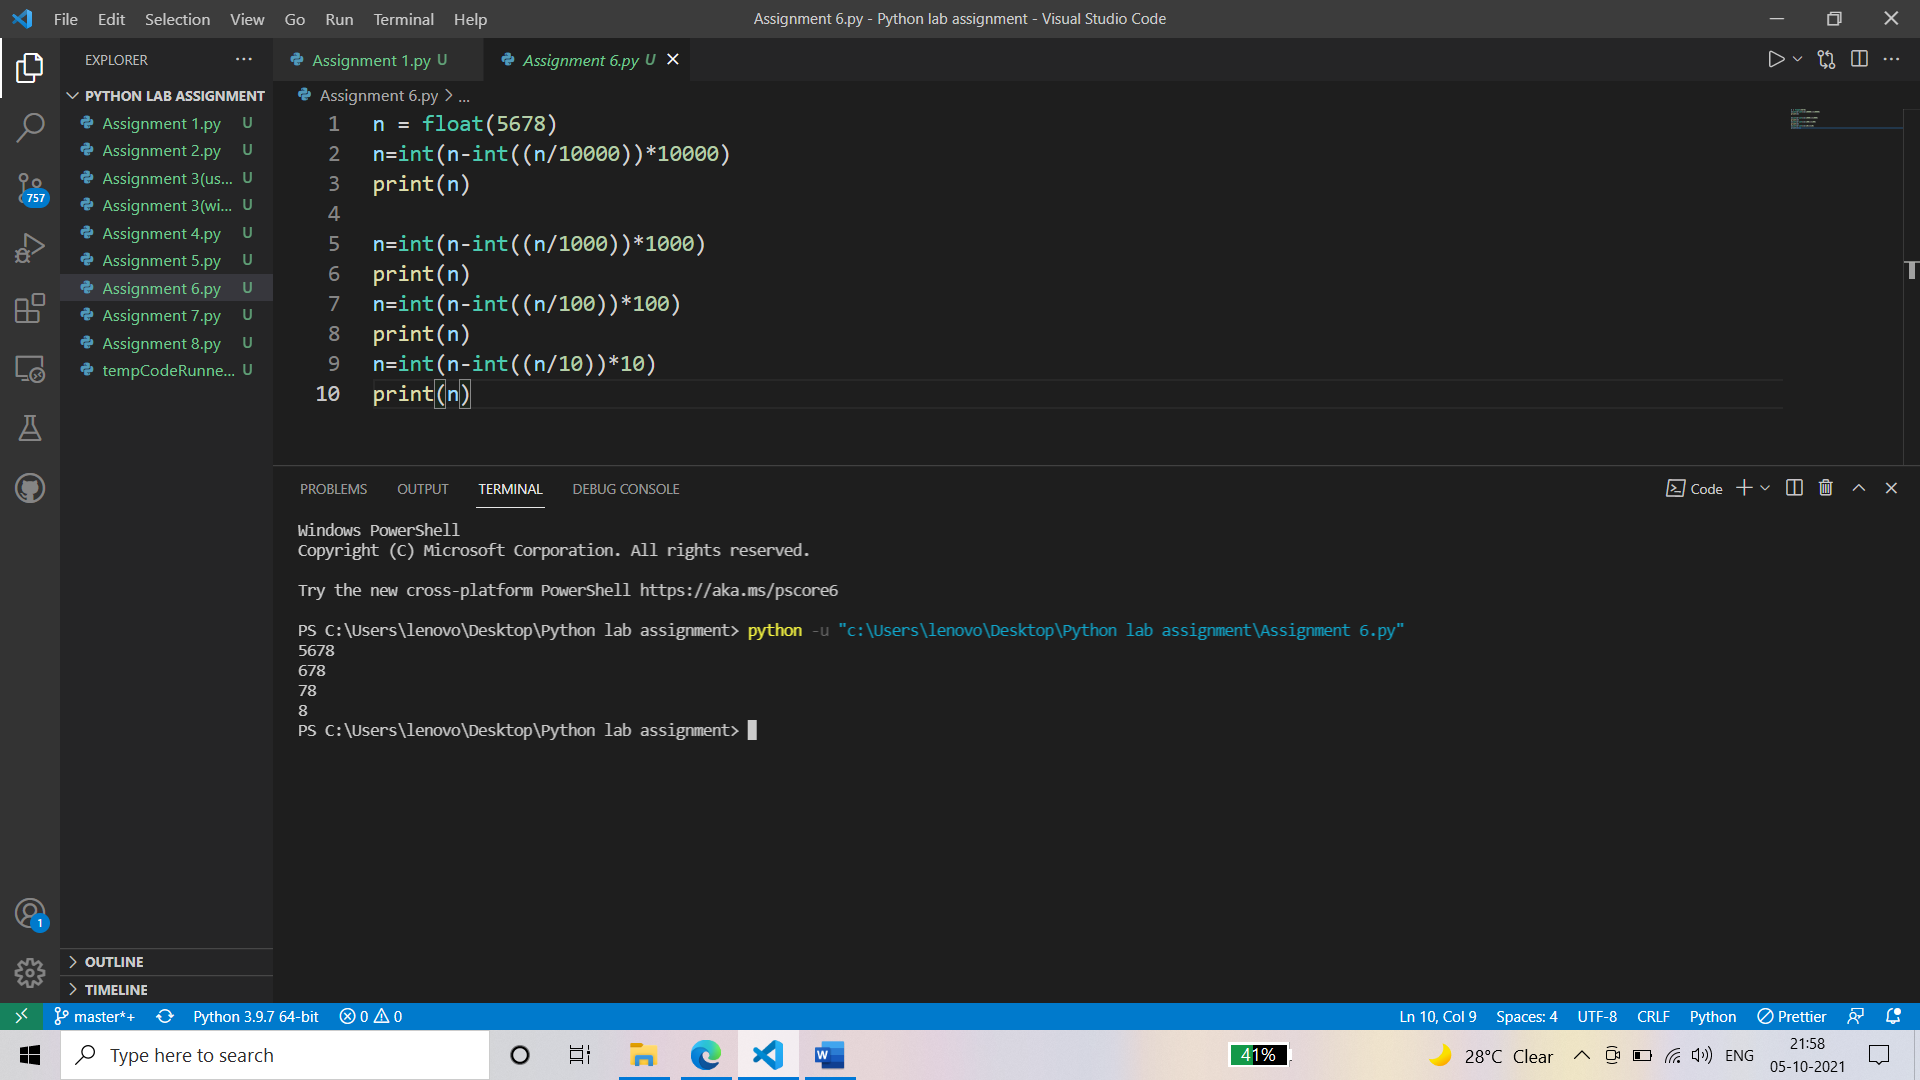 File Edit Selection View Go Run Terminal Help
Assignment 6.py - Python lab assignment - Visual Studio Code
EXPLORER
PYTHON LAB ASSIGNMENT
Assignment 1.py U
Assignment 2.py U
Assignment 3(us... U
Assignment 3(wi... U
Assignment 4.py U
Assignment 5.py U
Assignment 6.py U
Assignment 7.py U
Assignment 8.py U
tempCodeRunne... U
757
1
OUTLINE
TIMELINE
Assignment 1.py U
Assignment 6.py U
Assignment 6.py > ...
1 n = float(5678)
2 n=int(n-int((n/10000))*10000)
3 print(n)
4
5 n=int(n-int((n/1000))*1000)
6 print(n)
7 n=int(n-int((n/100))*100)
8 print(n)
9 n=int(n-int((n/10))*10)
10 print(n)
PROBLEMS OUTPUT TERMINAL DEBUG CONSOLE
Code
Windows PowerShell
Copyright (C) Microsoft Corporation. All rights reserved.
Try the new cross-platform PowerShell https://aka.ms/pscore6
PS C:\Users\lenovo\Desktop\Python lab assignment> python -u "c:\Users\lenovo\Desktop\Python lab assignment\Assignment 6.py"
5678
678
78
8
PS C:\Users\lenovo\Desktop\Python lab assignment>
master*+ Python 3.9.7 64-bit 0 0
Ln 10, Col 9 Spaces: 4 UTF-8 CRLF Python Prettier
Type here to search
41%
28°C Clear
ENG
21:58
05-10-2021